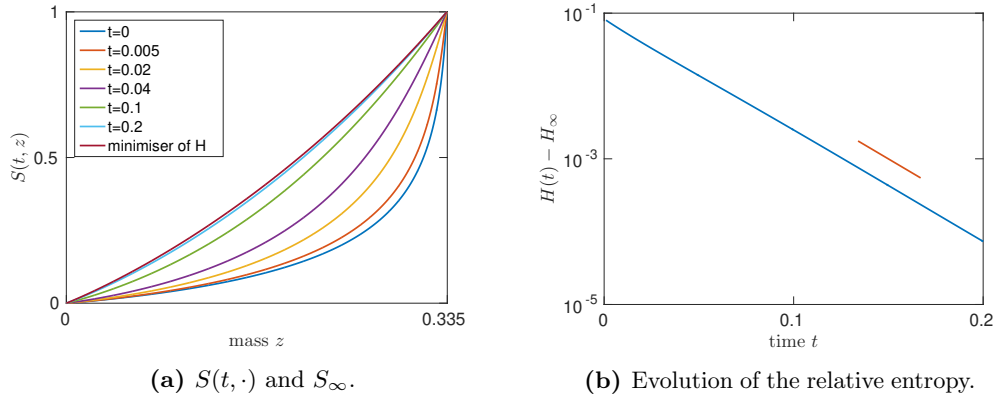 1
t=0
t=0.005
t=0.02
t=0.04
t=0.1
t=0.2
minimiser of H
S(t, z)
0.5
0
0
0.335
mass z
(a) S(t, ·) and S∞.
10⁻¹
H(t) − H∞
10⁻³
10⁻⁵
0
0.1
0.2
time t
(b) Evolution of the relative entropy.